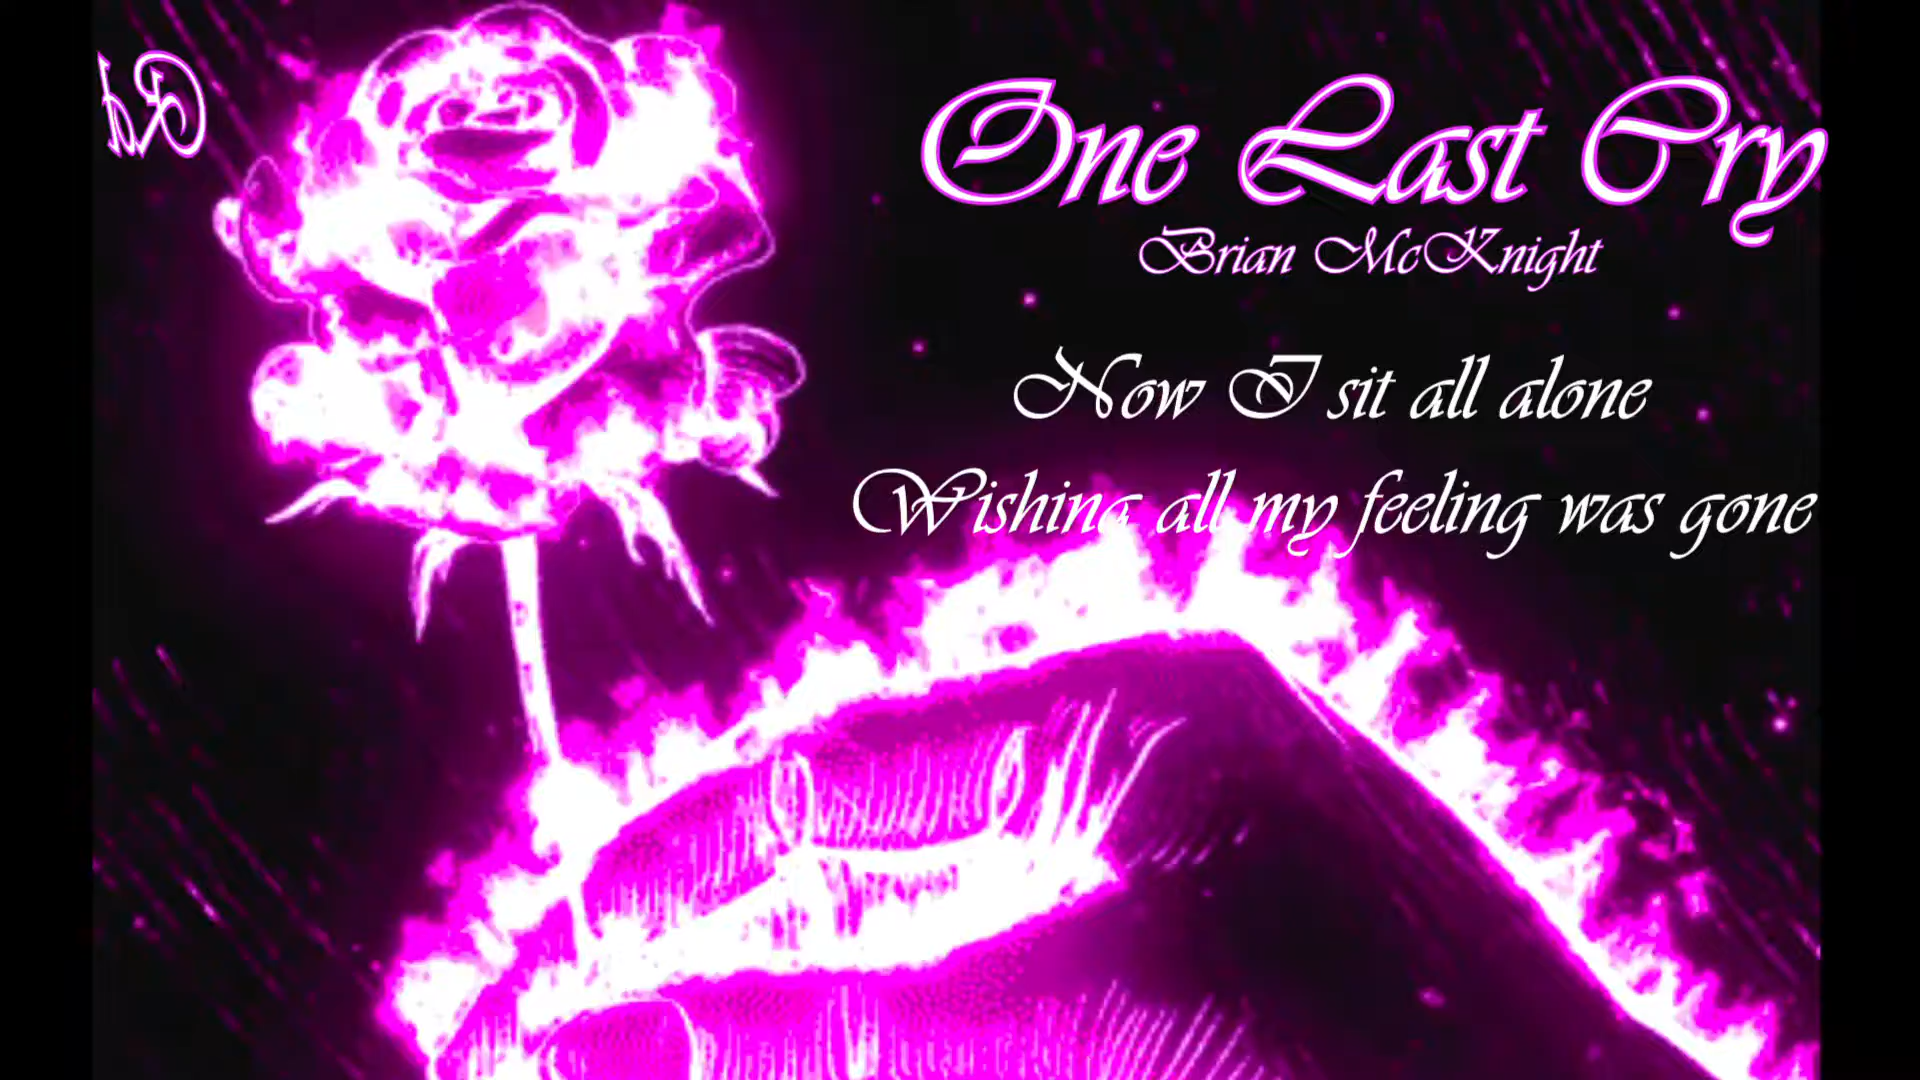 One Last Cry
Brian McKnight
Now I sit all alone
Wishing all my feeling was gone